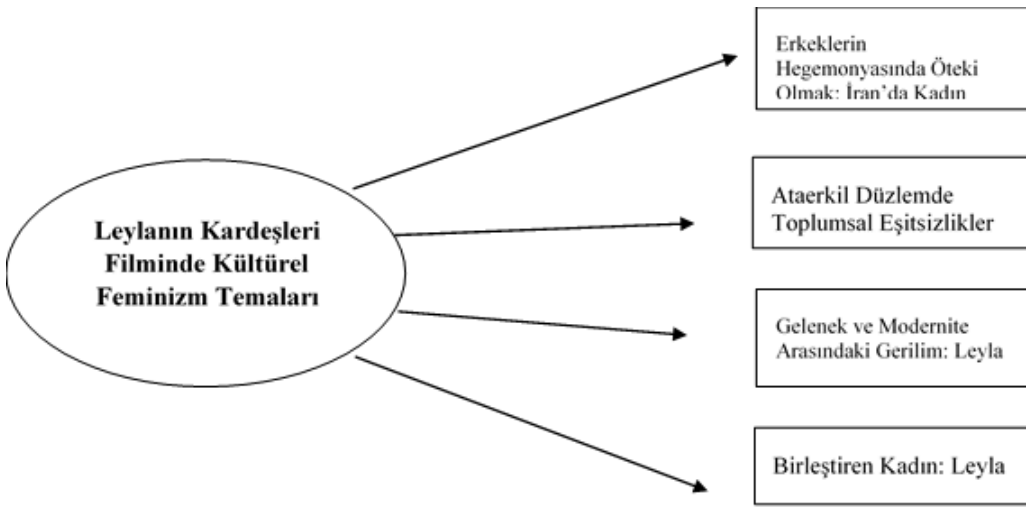 Leylanın Kardeşleri
Filminde Kültürel
Feminizm Temaları
Erkeklerin
Hegemonyasında Öteki
Olmak: İran’da Kadın
Ataerkil Düzlemde
Toplumsal Eşitsizlikler
Gelenek ve Modernite
Arasındaki Gerilim: Leyla
Birleştiren Kadın: Leyla